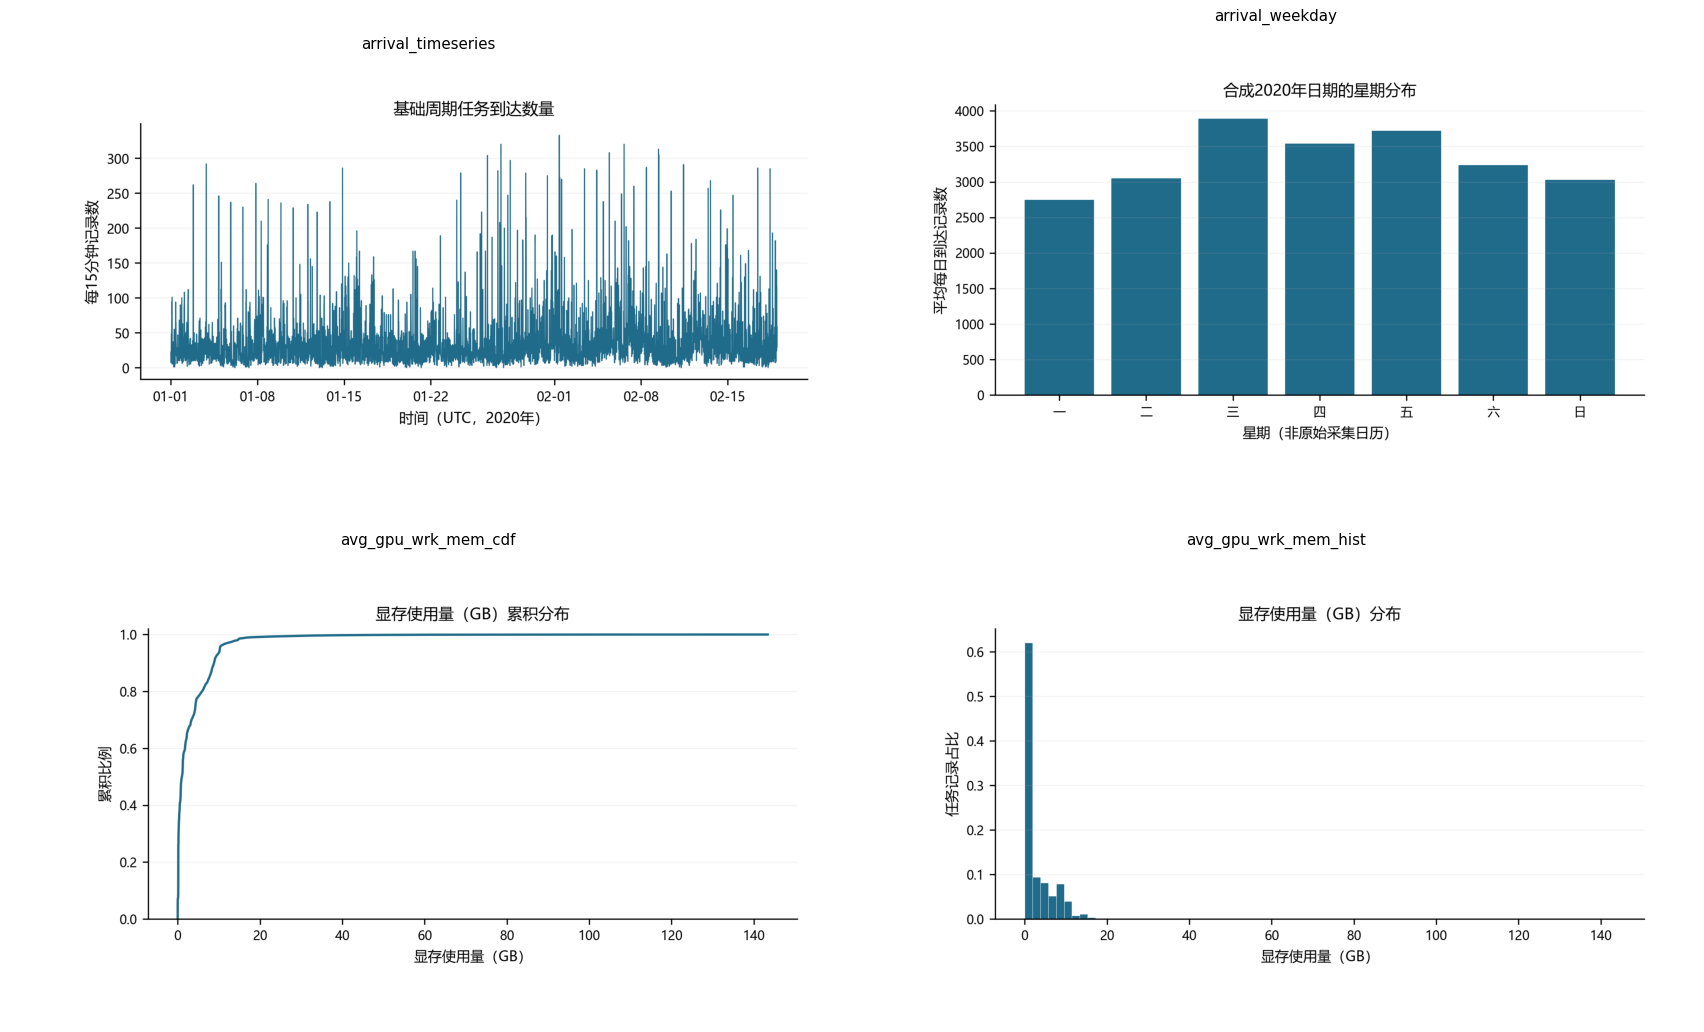 arrival_timeseries
基础周期任务到达数量
每15分钟记录数
300
250
200
150
100
50
0
01-01 01-08 01-15 01-22 02-01 02-08 02-15
时间（UTC，2020年）
arrival_weekday
合成2020年日期的星期分布
平均每日到达记录数
4000
3500
3000
2500
2000
1500
1000
500
0
一 二 三 四 五 六 日
星期（非原始采集日历）
avg_gpu_wrk_mem_cdf
显存使用量（GB）累积分布
累积比例
1.0
0.8
0.6
0.4
0.2
0.0
0 20 40 60 80 100 120 140
显存使用量（GB）
avg_gpu_wrk_mem_hist
显存使用量（GB）分布
任务记录占比
0.6
0.5
0.4
0.3
0.2
0.1
0.0
0 20 40 60 80 100 120 140
显存使用量（GB）